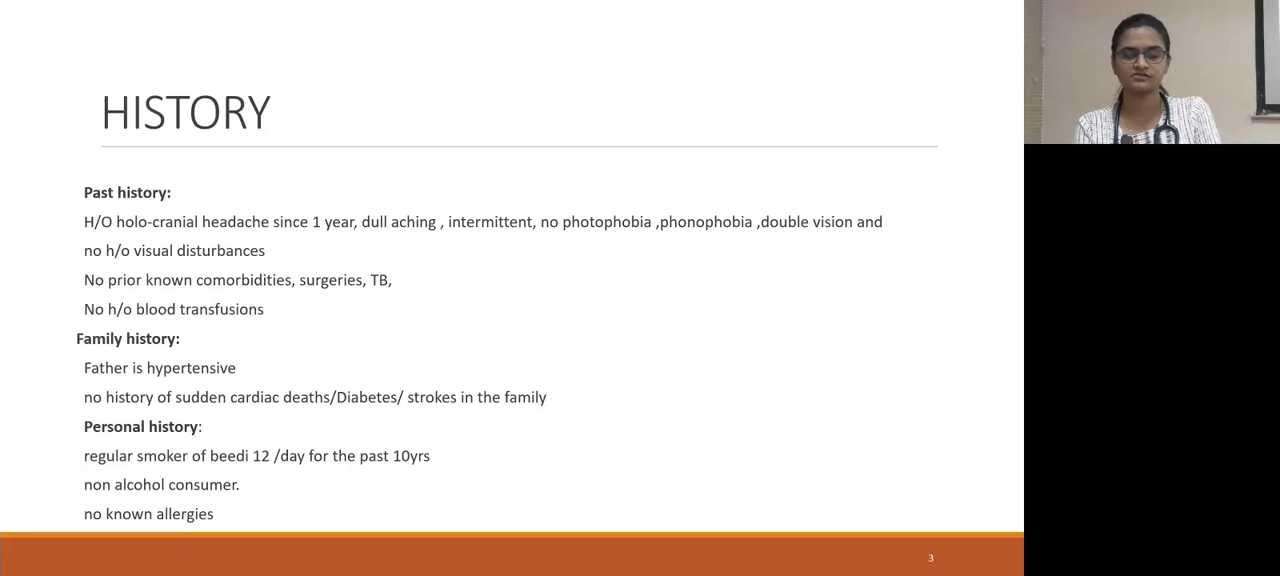 HISTORY
Past history:
H/O holo-cranial headache since 1 year, dull aching , intermittent, no photophobia ,phonophobia ,double vision and
no h/o visual disturbances
No prior known comorbidities, surgeries, TB,
No h/o blood transfusions
Family history:
Father is hypertensive
no history of sudden cardiac deaths/Diabetes/ strokes in the family
Personal history:
regular smoker of beedi 12 /day for the past 10yrs
non alcohol consumer.
no known allergies
3